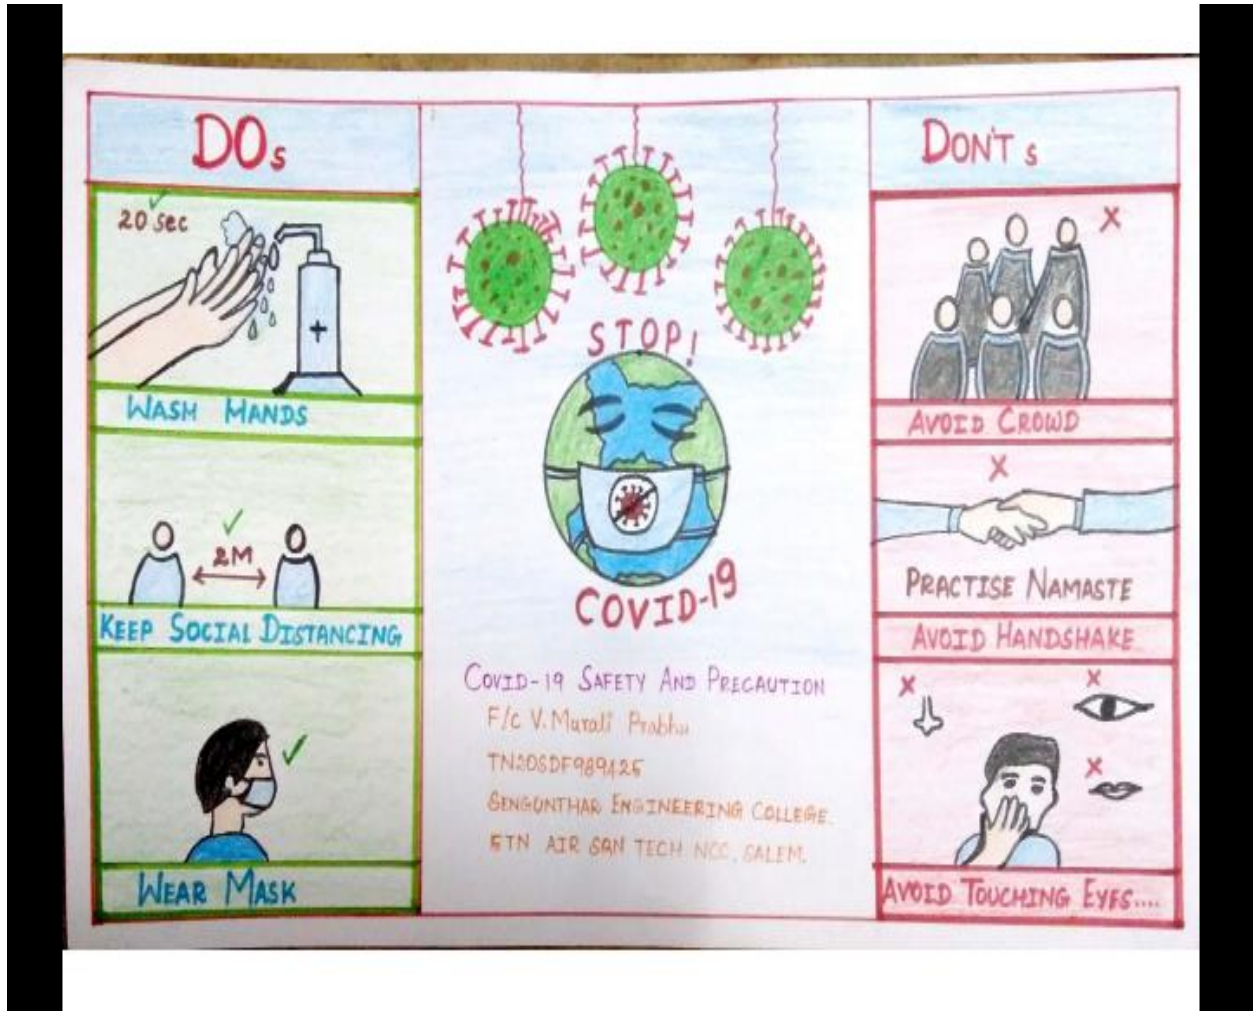 DOs
20 sec
WASH HANDS
2M
KEEP SOCIAL DISTANCING
WEAR MASK
STOP!
COVID-19
COVID-19 SAFETY AND PRECAUTION
F/C V.Murali Prabhu
TN20SDF989425
SENGUNTHAR ENGINEERING COLLEGE.
5TN AIR SQN TECH NCC, SALEM.
DON'T s
AVOID CROWD
PRACTISE NAMASTE
AVOID HANDSHAKE
AVOID TOUCHING EYES....